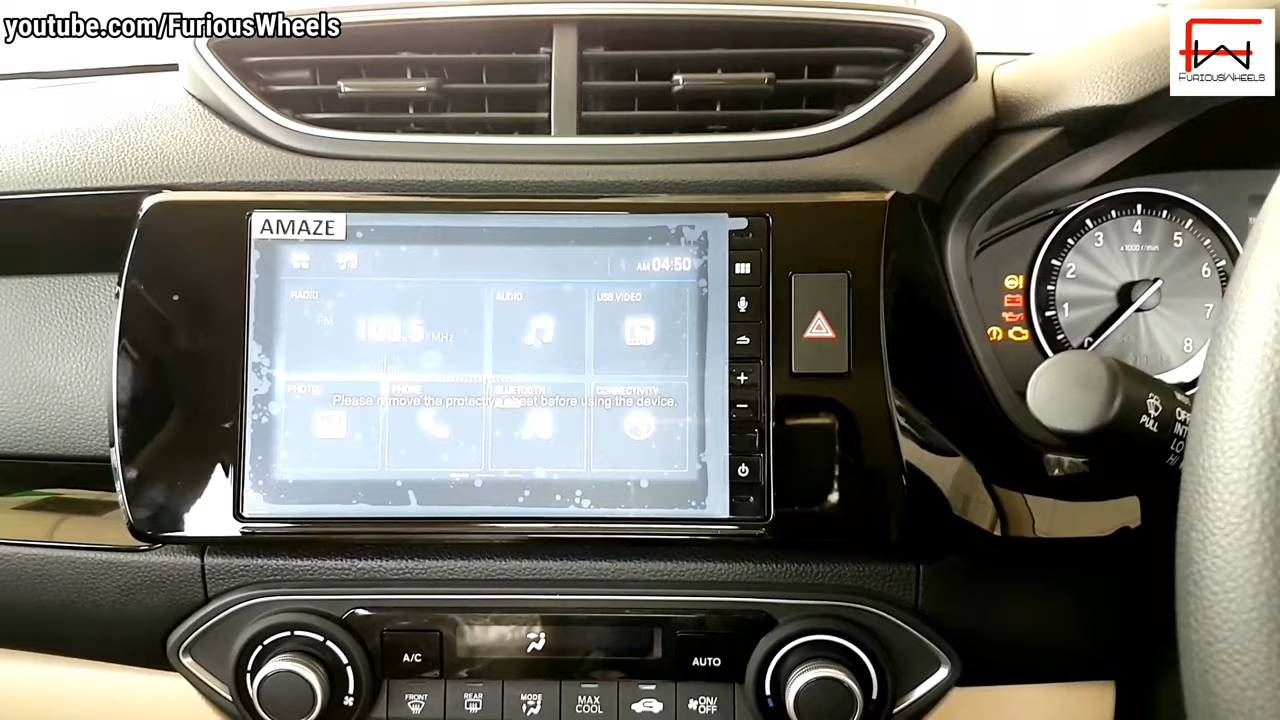 youtube.com/FuriousWheels
FW
FURIOUSWHEELS
AMAZE
AM 04:50
RADIO
AUDIO
USB VIDEO
FM
100.5 MHz
PHOTO
PHONE
BLUETOOTH
CONNECTIVITY
Please remove the protective sheet before using the device.
1
2
3
4
5
6
7
8
x1000 r/min
PULL
OFF
INT
LO
HI
A/C
AUTO
FRONT
REAR
MODE
MAX
COOL
ON/
OFF